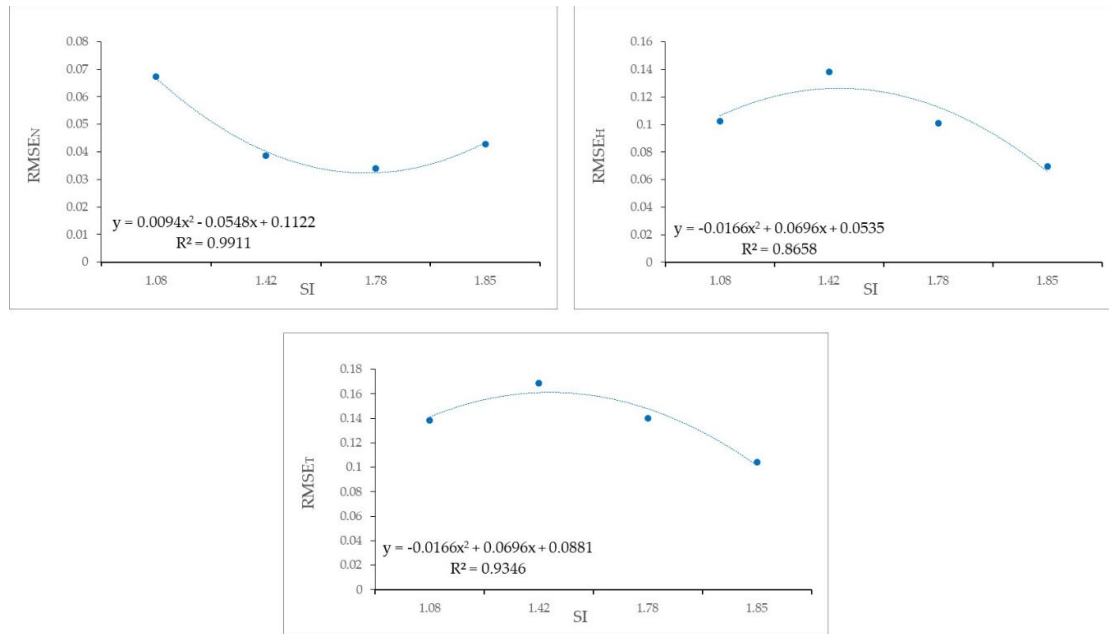 0.08
0.07
0.06
0.05
0.04
0.03
0.02
0.01
0
RMSEN
y = 0.0094x² - 0.0548x + 0.1122
R² = 0.9911
1.08 1.42 1.78 1.85
SI
0.16
0.14
0.12
0.1
0.08
0.06
0.04
0.02
0
RMSEH
y = -0.0166x² + 0.0696x + 0.0535
R² = 0.8658
1.08 1.42 1.78 1.85
SI
0.18
0.16
0.14
0.12
0.1
0.08
0.06
0.04
0.02
0
RMSET
y = -0.0166x² + 0.0696x + 0.0881
R² = 0.9346
1.08 1.42 1.78 1.85
SI